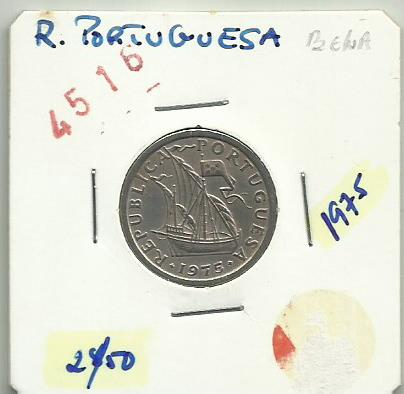 R. PORTUGUESA
BELA
4516
REPUBLICA PORTUGUESA
1975
1975
2$50